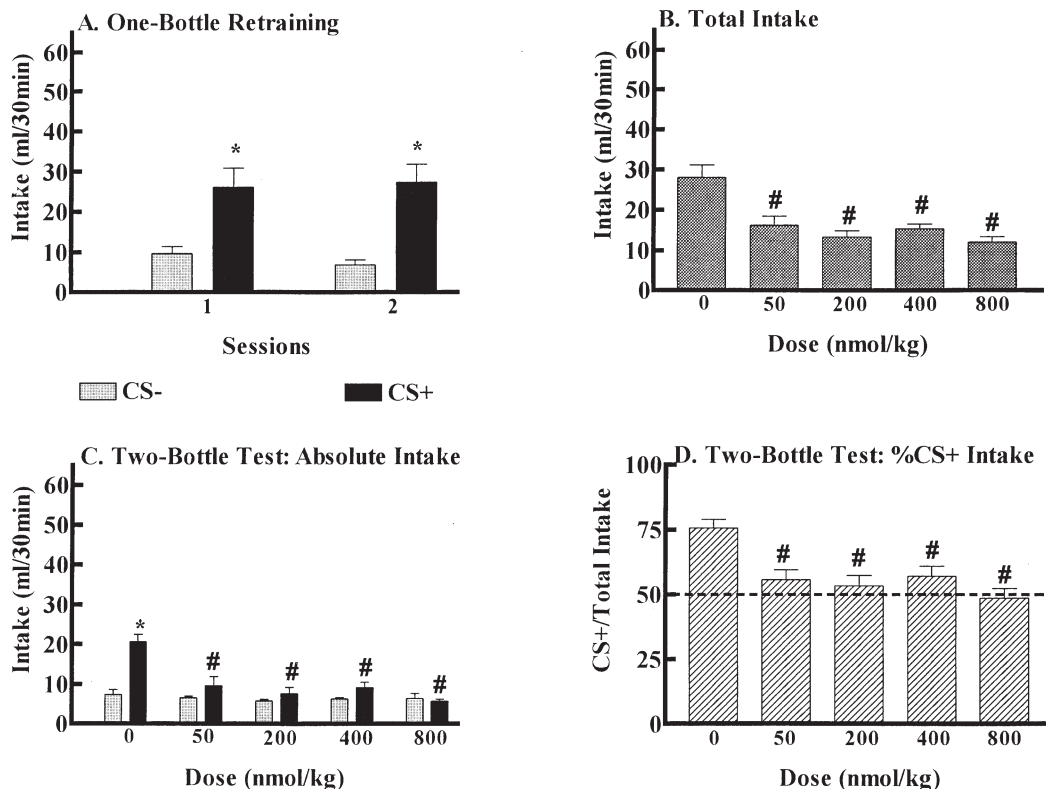 A. One-Bottle Retraining
60
50
40
30
20
10
0
Intake (ml/30min)
*
*
1
2
Sessions
B. Total Intake
60
50
40
30
20
10
0
Intake (ml/30min)
#
#
#
#
0 50 200 400 800
Dose (nmol/kg)
CS- CS+
C. Two-Bottle Test: Absolute Intake
60
50
40
30
20
10
0
Intake (ml/30min)
*
#
#
#
#
0 50 200 400 800
Dose (nmol/kg)
D. Two-Bottle Test: %CS+ Intake
100
75
50
25
0
CS+/Total Intake
#
#
#
#
0 50 200 400 800
Dose (nmol/kg)